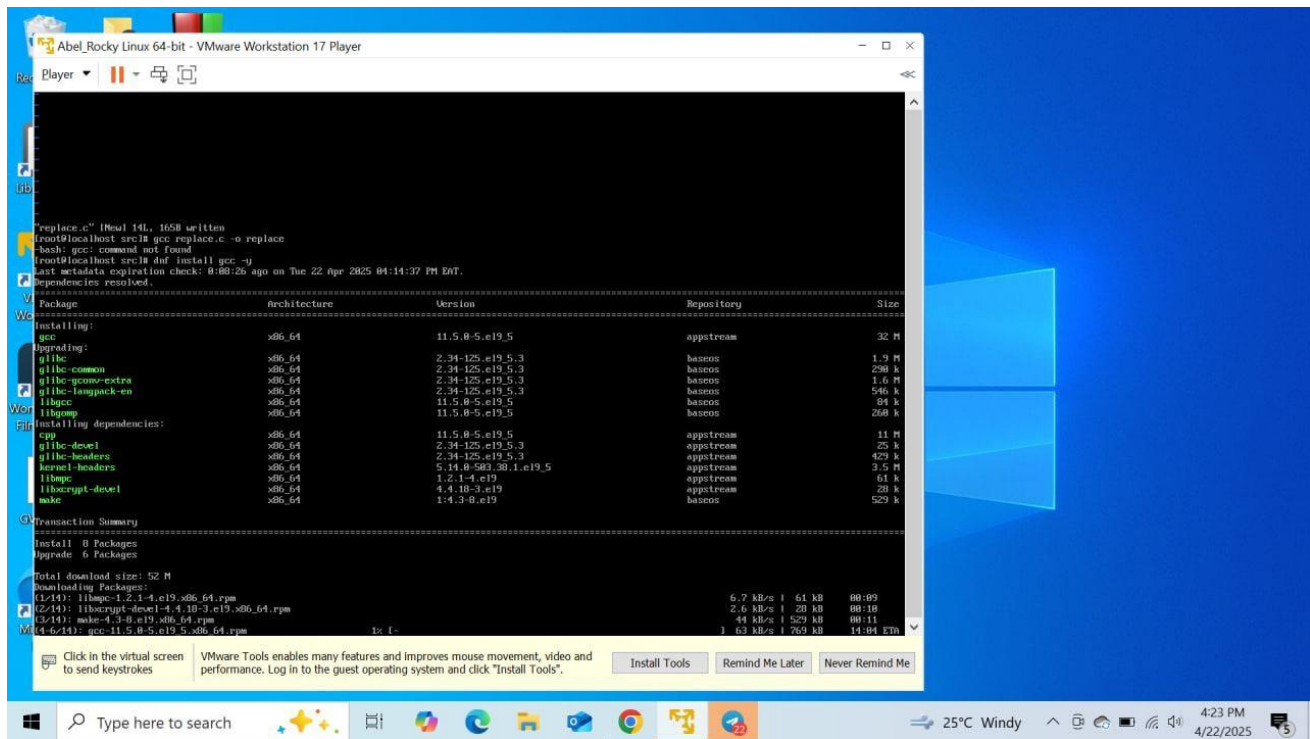 Abel_Rocky Linux 64-bit - VMware Workstation 17 Player
Player
"replace.c" [New] 14L, 165B written
[root@localhost src]# gcc replace.c -o replace
-bash: gcc: command not found
[root@localhost src]# dnf install gcc -y
Last metadata expiration check: 0:08:26 ago on Tue 22 Apr 2025 04:14:37 PM EAT.
Dependencies resolved.
Package Architecture Version Repository Size
Installing:
gcc x86_64 11.5.0-5.el9_5 appstream 32 M
Upgrading:
glibc x86_64 2.34-125.el9_5.3 baseos 1.9 M
glibc-common x86_64 2.34-125.el9_5.3 baseos 298 k
glibc-gconv-extra x86_64 2.34-125.el9_5.3 baseos 1.6 M
glibc-langpack-en x86_64 2.34-125.el9_5.3 baseos 546 k
libgcc x86_64 11.5.0-5.el9_5 baseos 84 k
libgomp x86_64 11.5.0-5.el9_5 baseos 260 k
Installing dependencies:
cpp x86_64 11.5.0-5.el9_5 appstream 11 M
glibc-devel x86_64 2.34-125.el9_5.3 appstream 25 k
glibc-headers x86_64 2.34-125.el9_5.3 appstream 429 k
kernel-headers x86_64 5.14.0-503.38.1.el9_5 appstream 3.5 M
libmpc x86_64 1.2.1-4.el9 appstream 61 k
libxcrypt-devel x86_64 4.4.18-3.el9 appstream 28 k
make x86_64 1:4.3-8.el9 baseos 529 k
Transaction Summary
Install 8 Packages
Upgrade 6 Packages
Total download size: 52 M
Downloading Packages:
(1/14): libmpc-1.2.1-4.el9.x86_64.rpm 6.7 kB/s | 61 kB 00:09
(2/14): libxcrypt-devel-4.4.18-3.el9.x86_64.rpm 2.6 kB/s | 28 kB 00:10
(3/14): make-4.3-8.el9.x86_64.rpm 44 kB/s | 529 kB 00:11
(4-6/14): gcc-11.5.0-5.el9_5.x86_64.rpm 1% [- ] 63 kB/s | 769 kB 14:04 ETA
Click in the virtual screen
to send keystrokes
VMware Tools enables many features and improves mouse movement, video and
performance. Log in to the guest operating system and click "Install Tools".
Install Tools
Remind Me Later
Never Remind Me
Type here to search
22
25°C Windy
4:23 PM
4/22/2025
5